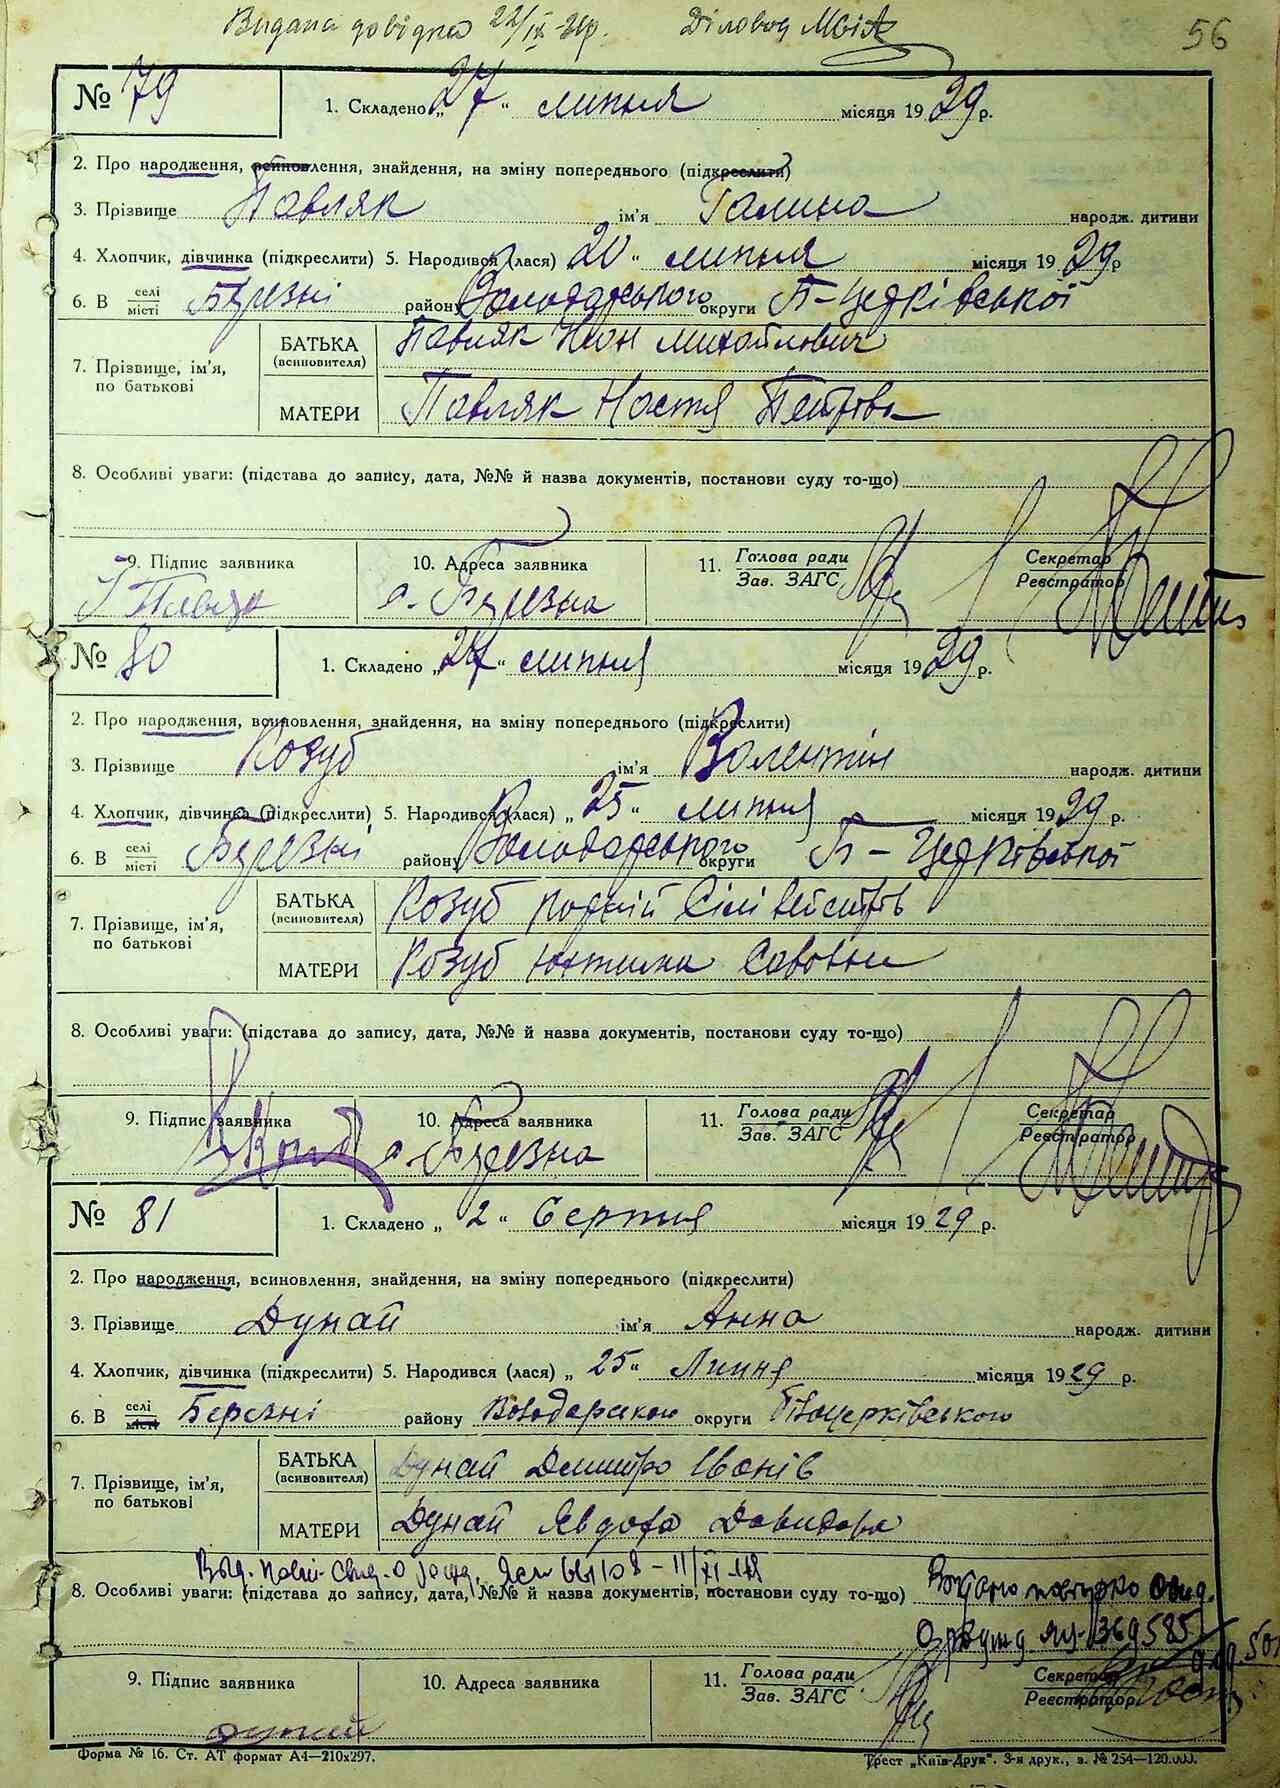 Видана довідка 22/IX-29р. Діловод
56
№ 79 1. Складено „27“ липня місяця 1929 р.
2. Про народження, всиновлення, знайдення, на зміну попереднього (підкреслити)
3. Прізвище Павляк ім'я Галина народж. дитини
4. Хлопчик, дівчинка (підкреслити) 5. Народився (лася) 20 “ липня місяця 1929 р
6. В селі місті Березні району Володарського округи Б-Церківської
7. Прізвище, ім'я, по батькові
БАТЬКА (всиновителя) Павляк Михайлович
МАТЕРИ Павляк Настя Петрівн
8. Особливі уваги: (підстава до запису, дата, №№ й назва документів, постанови суду то-що)
9. Підпис заявника 10. Адреса заявника 11. Голова ради Зав. ЗАГС Секретар Реєстратор
с. Березна
№ 80 1. Складено „27“ липня місяця 1929 р.
2. Про народження, всиновлення, знайдення, на зміну попереднього (підкреслити)
3. Прізвище Козуб ім'я Валентін народж. дитини
4. Хлопчик, дівчинка (підкреслити) 5. Народився (лася) „25“ липня місяця 1929 р.
6. В селі місті Березні району Володарського округи Б-Церківської
7. Прізвище, ім'я, по батькові
БАТЬКА (всиновителя) Козуб
МАТЕРИ Козуб Савовни
8. Особливі уваги: (підстава до запису, дата, №№ й назва документів, постанови суду то-що)
9. Підпис заявника 10. Адреса заявника 11. Голова ради Зав. ЗАГС Секретар Реєстратор
с. Березна
№ 81 1. Складено „2“ Серпня місяця 1929 р.
2. Про народження, всиновлення, знайдення, на зміну попереднього (підкреслити)
3. Прізвище Дунай ім'я Анна народж. дитини
4. Хлопчик, дівчинка (підкреслити) 5. Народився (лася) „25“ Липня місяця 1929 р.
6. В селі місті Березні району округи Білоцерківського
7. Прізвище, ім'я, по батькові
БАТЬКА (всиновителя) Дунай Дмитро Іванів
МАТЕРИ Дунай Явдоха Давидова
8. Особливі уваги: (підстава до запису, дата, №№ й назва документів, постанови суду то-що)
9. Підпис заявника 10. Адреса заявника 11. Голова ради Зав. ЗАГС Секретар Реєстратор
Форма № 16. Ст. АТ формат А4—210х297. Трест „Київ-Друк“. 3-я друк., з. № 254—120.000.